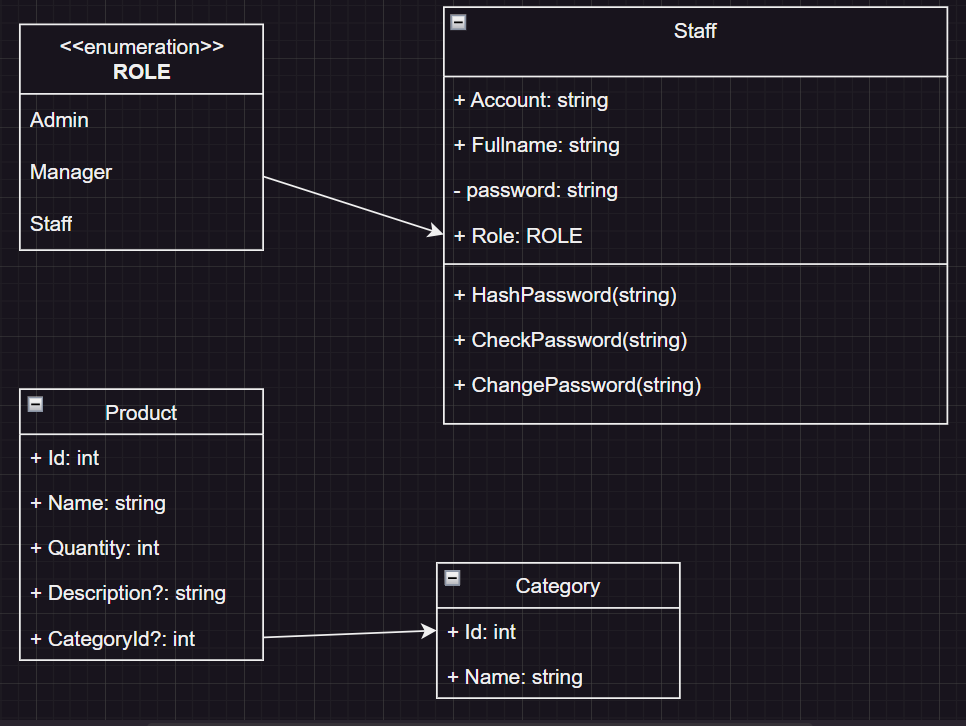 <<enumeration>>
ROLE
Admin
Manager
Staff
Staff
+ Account: string
+ Fullname: string
- password: string
+ Role: ROLE
+ HashPassword(string)
+ CheckPassword(string)
+ ChangePassword(string)
Product
+ Id: int
+ Name: string
+ Quantity: int
+ Description?: string
+ CategoryId?: int
Category
+ Id: int
+ Name: string